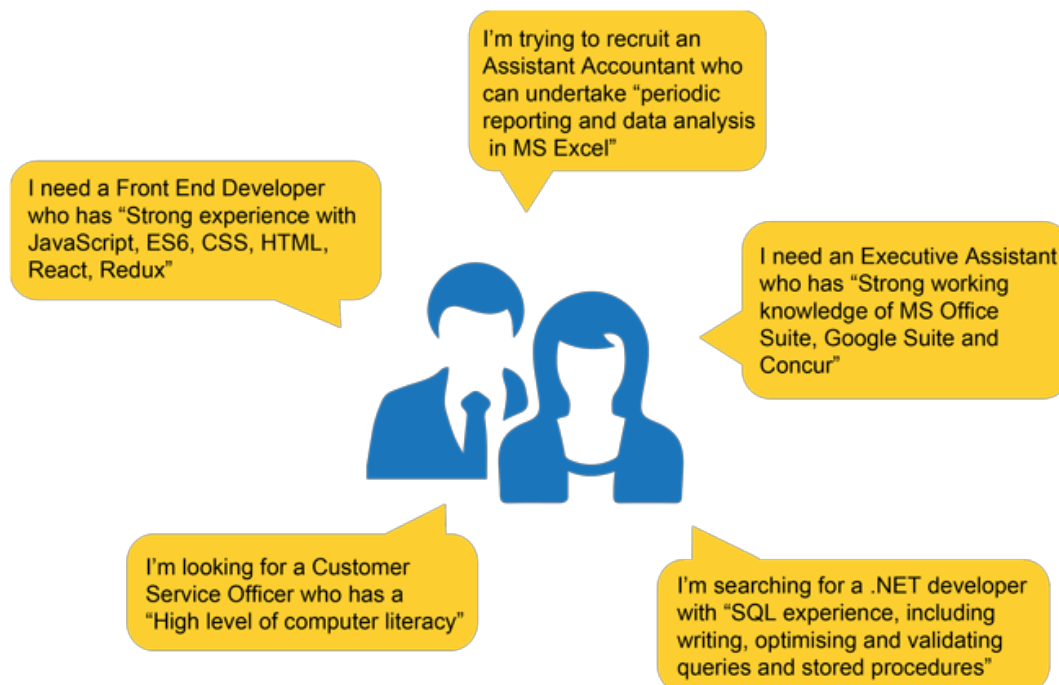 I'm trying to recruit an
Assistant Accountant who
can undertake “periodic
reporting and data analysis
in MS Excel”
I need a Front End Developer
who has “Strong experience with
JavaScript, ES6, CSS, HTML,
React, Redux”
I need an Executive Assistant
who has “Strong working
knowledge of MS Office
Suite, Google Suite and
Concur”
I'm looking for a Customer
Service Officer who has a
“High level of computer literacy”
I'm searching for a .NET developer
with “SQL experience, including
writing, optimising and validating
queries and stored procedures”